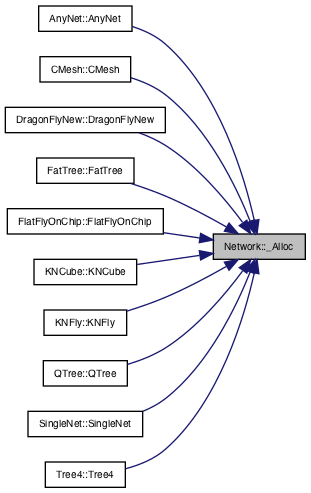 AnyNet::AnyNet
CMesh::CMesh
DragonFlyNew::DragonFlyNew
FatTree::FatTree
FlatFlyOnChip::FlatFlyOnChip
Network::_Alloc
KNCube::KNCube
KNFly::KNFly
QTree::QTree
SingleNet::SingleNet
Tree4::Tree4